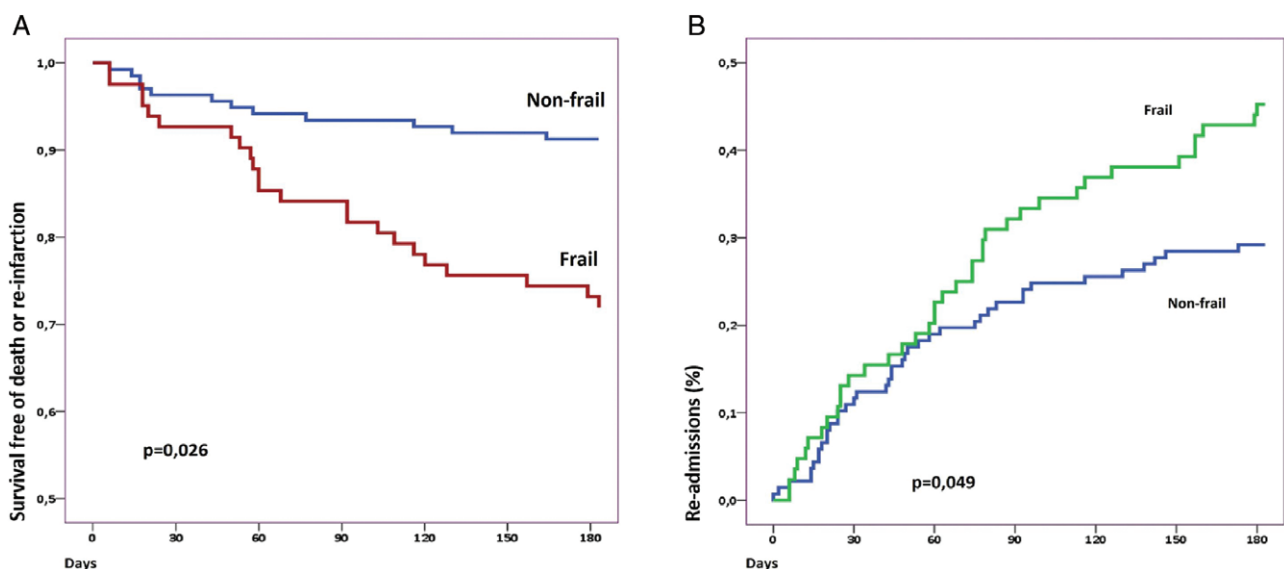 A
Survival free of death or re-infarction
1,0
0,9
0,8
0,7
0,6
0,5
Non-frail
Frail
p=0,026
0 30 60 90 120 150 180
Days
B
Re-admissions (%)
0,5
0,4
0,3
0,2
0,1
0,0
Frail
Non-frail
p=0,049
0 30 60 90 120 150 180
Days